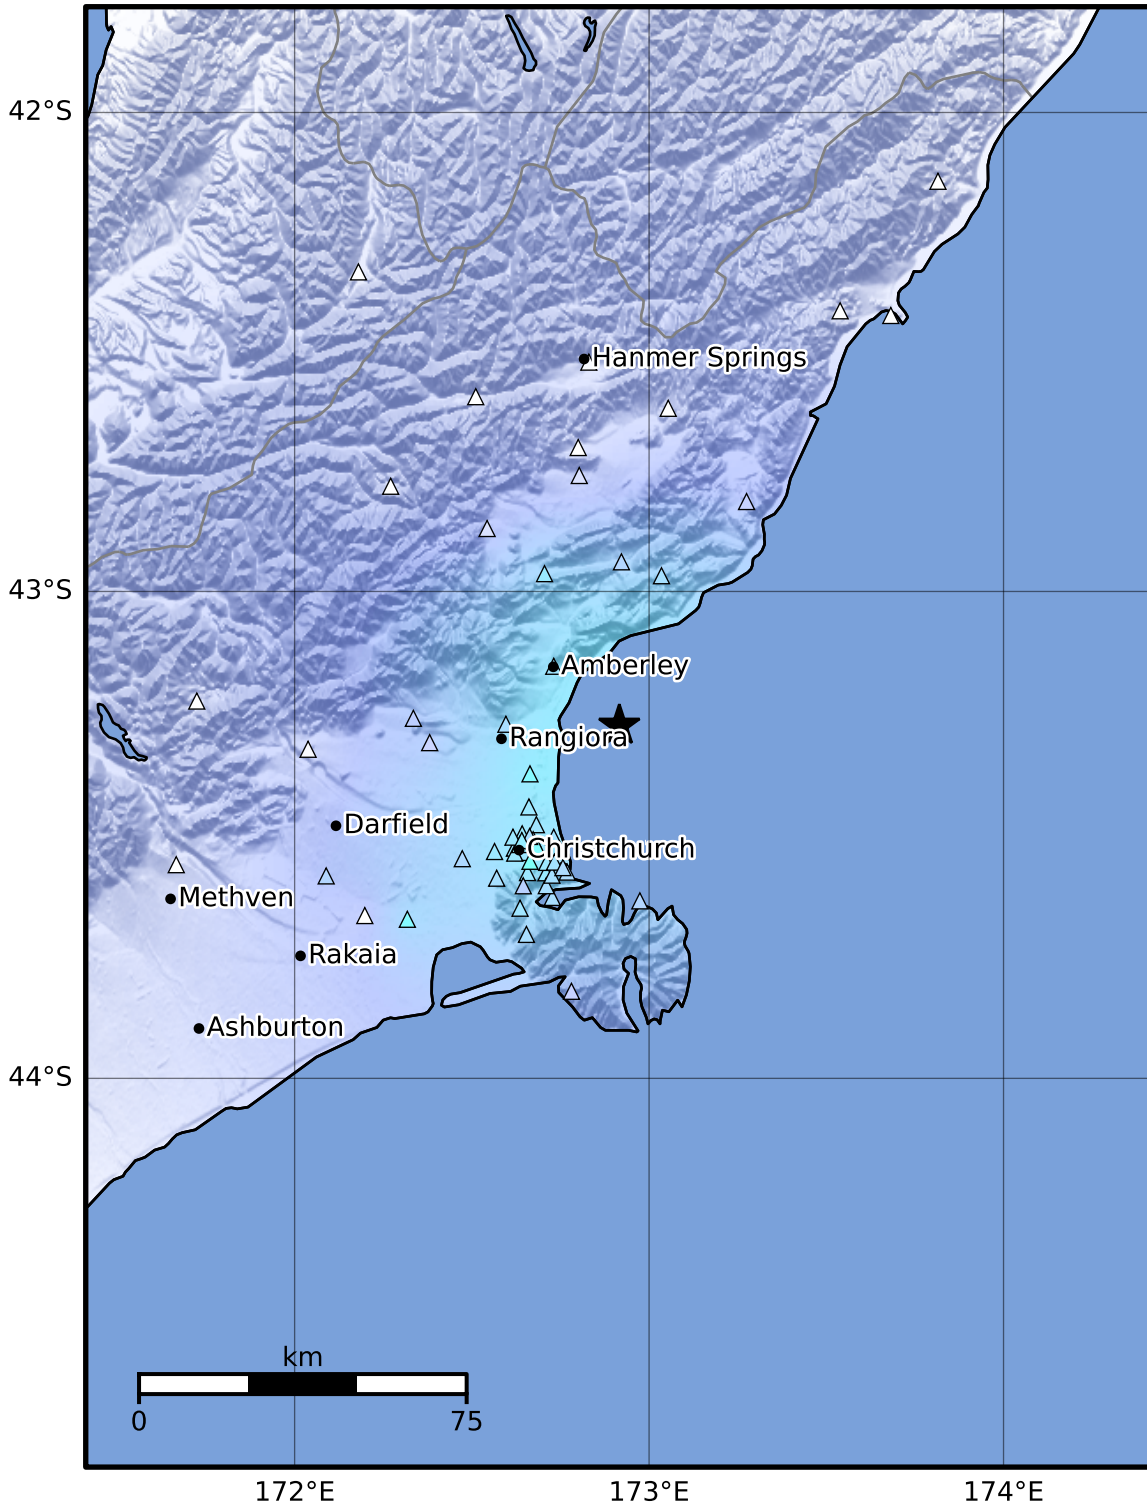 42°S
Hanmer Springs
43°S
Amberley
Rangiora
Darfield
Christchurch
Methven
Rakaia
Ashburton
44°S
km
0 75
172°E 173°E 174°E